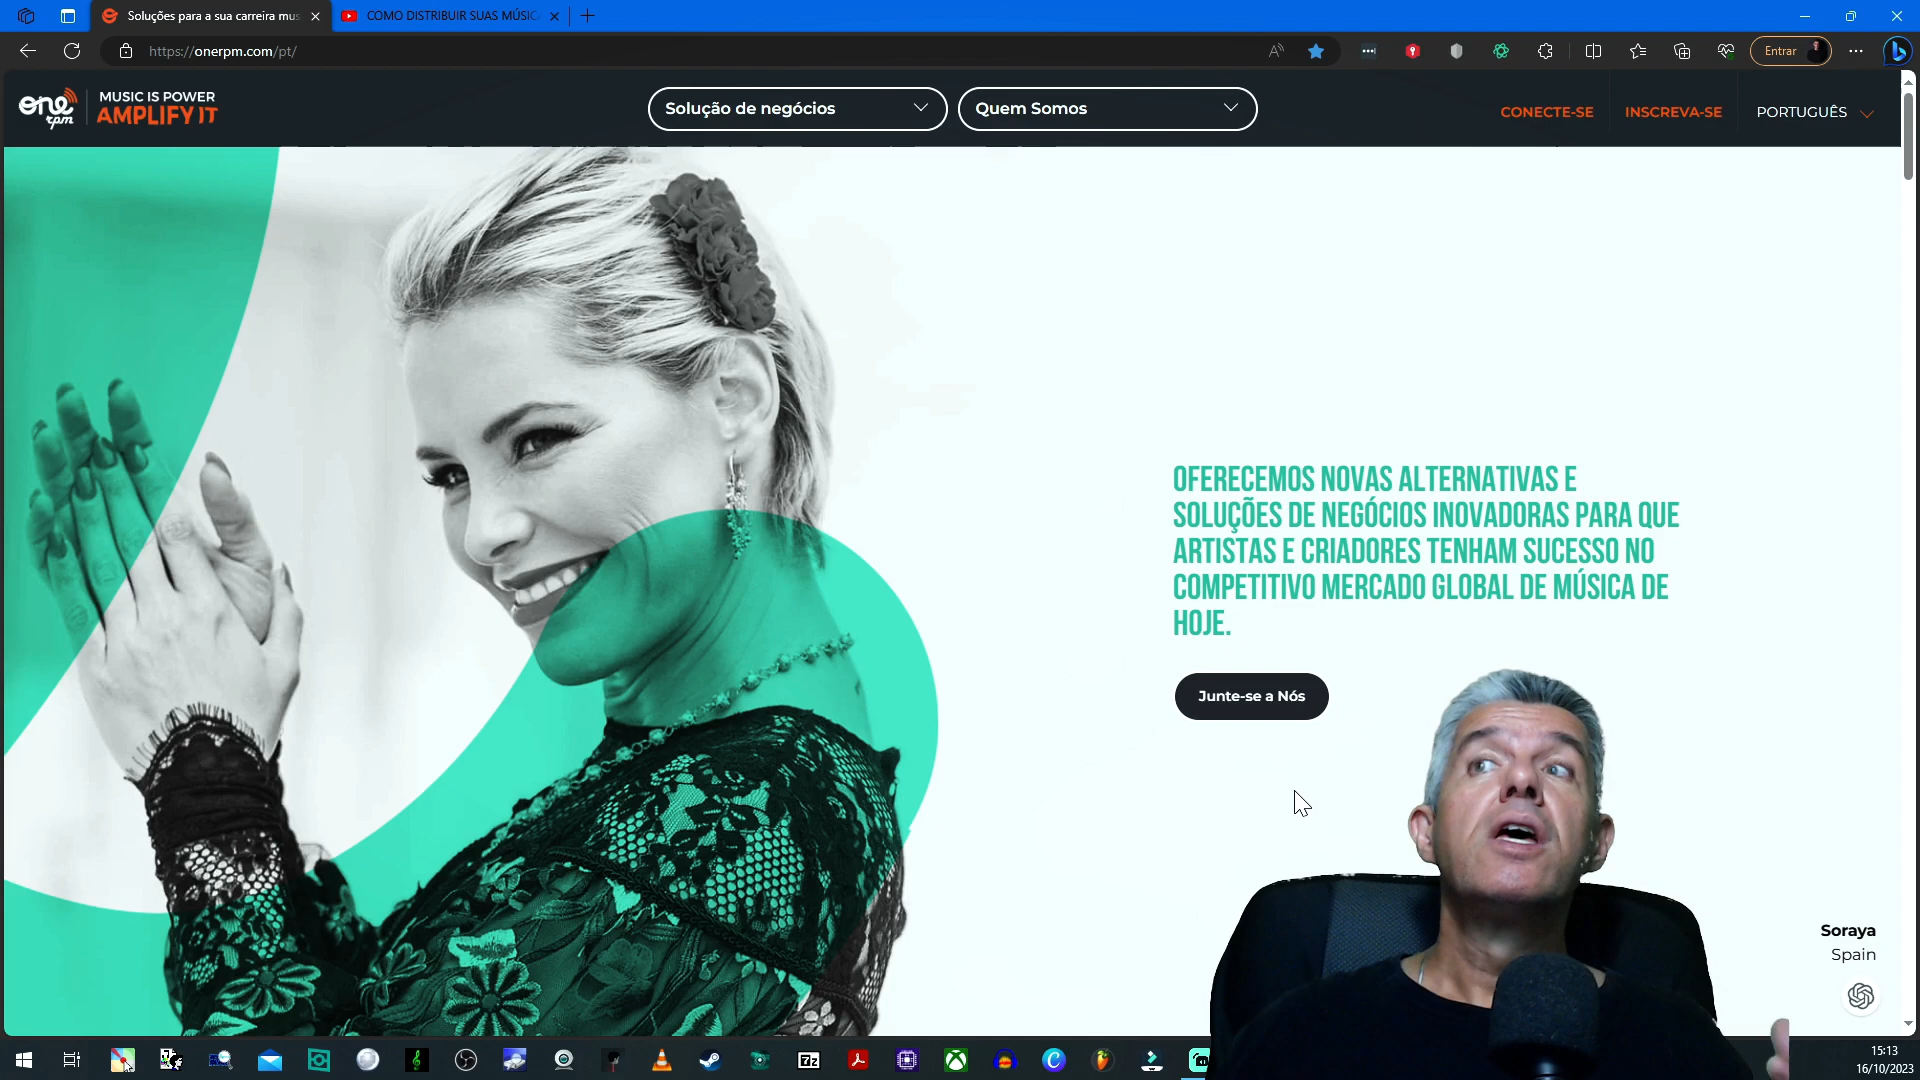 Soluções para a sua carreira mus
COMO DISTRIBUIR SUAS MÚSIC
https://onerpm.com/pt/
Entrar
one rpm
MUSIC IS POWER
AMPLIFY IT
Solução de negócios
Quem Somos
CONECTE-SE
INSCREVA-SE
PORTUGUÊS
OFERECEMOS NOVAS ALTERNATIVAS E
SOLUÇÕES DE NEGÓCIOS INOVADORAS PARA QUE
ARTISTAS E CRIADORES TENHAM SUCESSO NO
COMPETITIVO MERCADO GLOBAL DE MÚSICA DE
HOJE.
Junte-se a Nós
Soraya
Spain
7z
15:13
16/10/2023